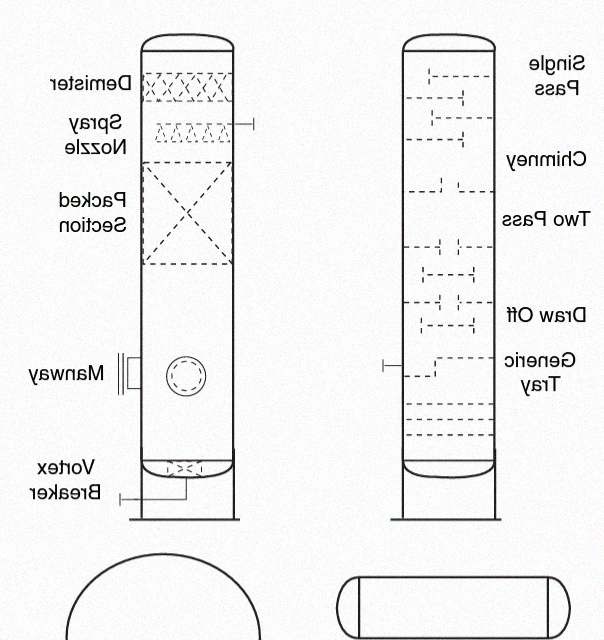 Demister
Spray
Nozzle
Packed
Section
Manway
Vortex
Breaker
Single
Pass
Chimney
Two Pass
Draw Off
Generic
Tray